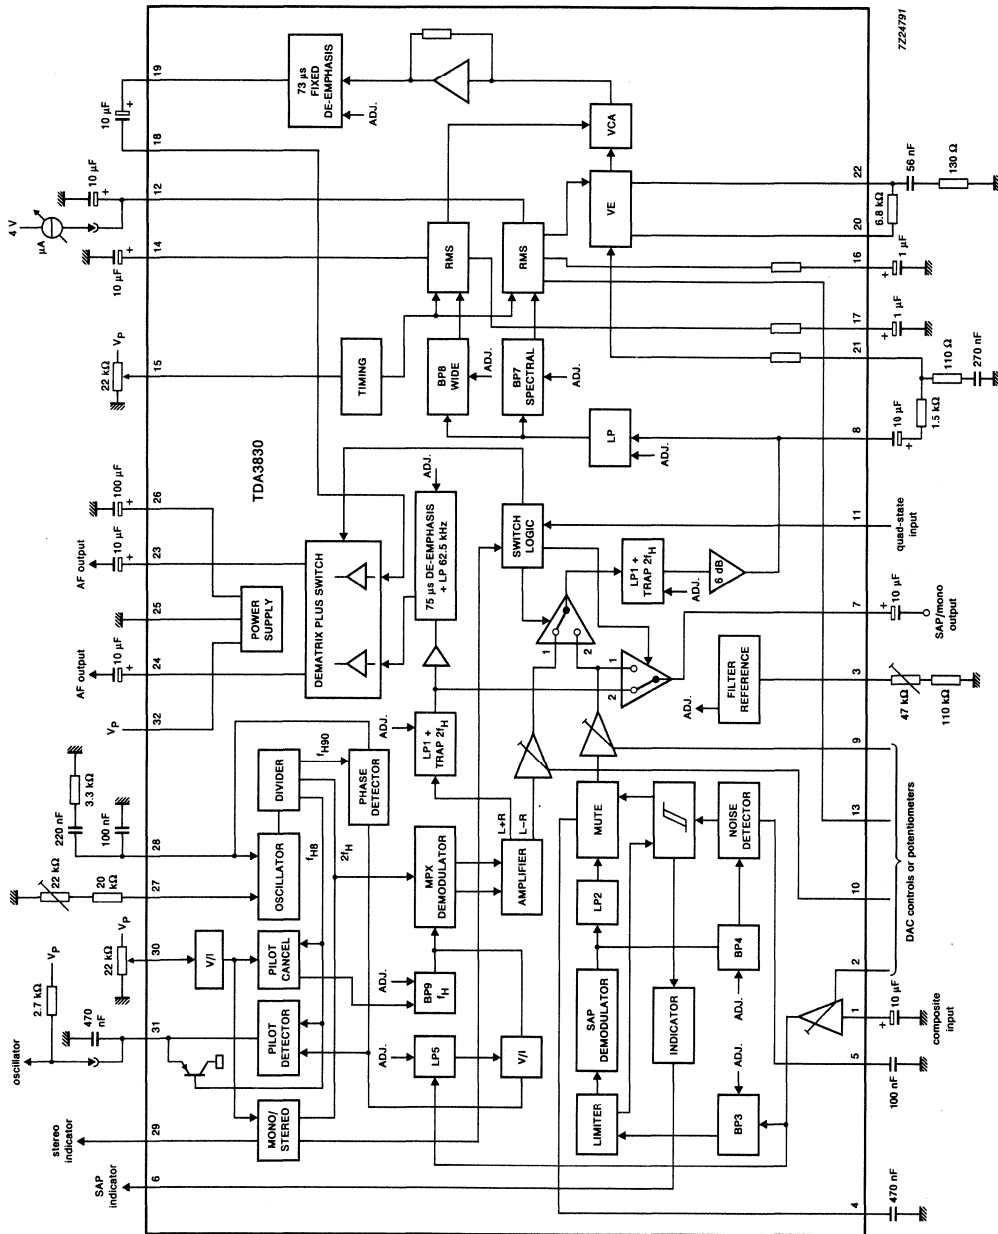 7Z24791
TDA3830
19
10 µF
+
18
10 µF
+
12
4 V
µA
10 µF
+
14
VP
22 kΩ
15
100 µF
+
26
AF output
10 µF
+
23
25
AF output
10 µF
+
24
VP
32
3.3 kΩ
220 nF
100 nF
28
22 kΩ
20 kΩ
27
VP
22 kΩ
30
VP
2.7 kΩ
470 nF
31
oscillator
stereo indicator
29
SAP indicator
6
73 µs
FIXED
DE-EMPHASIS
ADJ.
VCA
VE
RMS
RMS
TIMING
BP8
WIDE
ADJ.
BP7
SPECTRAL
ADJ.
LP
ADJ.
POWER
SUPPLY
DEMATRIX PLUS SWITCH
75 µs DE-EMPHASIS
+ LP 62.5 kHz
ADJ.
SWITCH
LOGIC
LP1 +
TRAP 2fH
ADJ.
6 dB
1
2
1
2
FILTER
REFERENCE
ADJ.
LP1 +
TRAP 2fH
ADJ.
DIVIDER
fH90
PHASE
DETECTOR
OSCILLATOR
fH8
2fH
MPX
DEMODULATOR
L+R
L−R
AMPLIFIER
V/I
PILOT
CANCEL
ADJ.
BP9
fH
PILOT
DETECTOR
ADJ.
LP5
V/I
MONO/
STEREO
MUTE
LP2
NOISE
DETECTOR
BP4
ADJ.
SAP
DEMODULATOR
INDICATOR
LIMITER
BP3
ADJ.
22
56 nF
130 Ω
6.8 kΩ
20
16
+
1 µF
17
+
1 µF
21
110 Ω
270 nF
1.5 kΩ
8
10 µF
+
11
quad-state
input
7
10 µF
+
SAP/mono
output
3
47 kΩ
110 kΩ
9
13
10
2
DAC controls or potentiometers
1
10 µF
+
composite
input
5
100 nF
4
470 nF